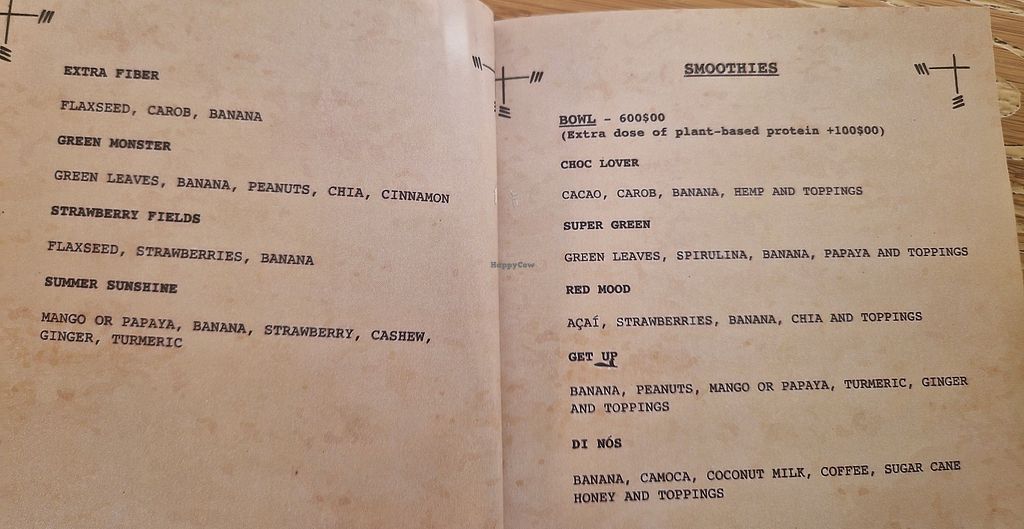 EXTRA FIBER
FLAXSEED, CAROB, BANANA
GREEN MONSTER
GREEN LEAVES, BANANA, PEANUTS, CHIA, CINNAMON
STRAWBERRY FIELDS
FLAXSEED, STRAWBERRIES, BANANA
SUMMER SUNSHINE
MANGO OR PAPAYA, BANANA, STRAWBERRY, CASHEW,
GINGER, TURMERIC
SMOOTHIES
BOWL - 600$00
(Extra dose of plant-based protein +100$00)
CHOC LOVER
CACAO, CAROB, BANANA, HEMP AND TOPPINGS
SUPER GREEN
GREEN LEAVES, SPIRULINA, BANANA, PAPAYA AND TOPPINGS
RED MOOD
AÇAÍ, STRAWBERRIES, BANANA, CHIA AND TOPPINGS
GET UP
BANANA, PEANUTS, MANGO OR PAPAYA, TURMERIC, GINGER
AND TOPPINGS
DI NÓS
BANANA, CAMOCA, COCONUT MILK, COFFEE, SUGAR CANE
HONEY AND TOPPINGS
HappyCow